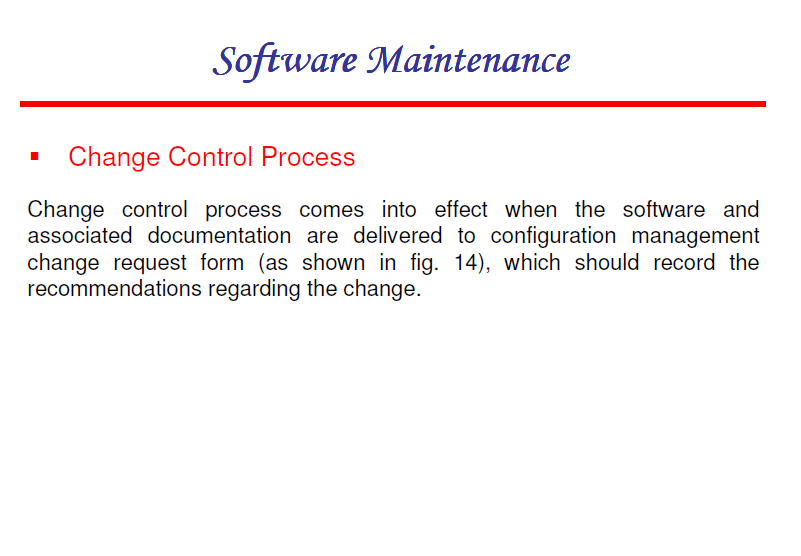 Software Maintenance
▪ Change Control Process
Change control process comes into effect when the software and
associated documentation are delivered to configuration management
change request form (as shown in fig. 14), which should record the
recommendations regarding the change.